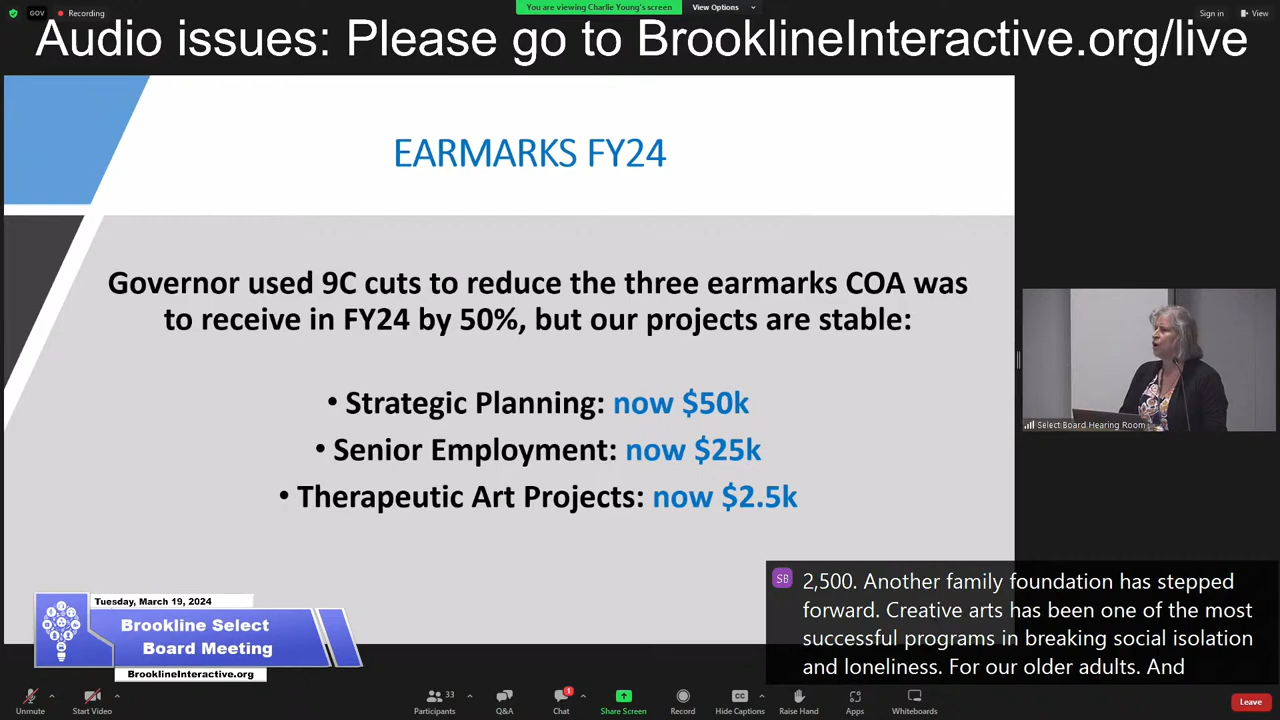 GOV
Recording
You are viewing Charlie Young's screen
View Options
Sign in
View
Audio issues: Please go to BrooklineInteractive.org/live
EARMARKS FY24
Governor used 9C cuts to reduce the three earmarks COA was
to receive in FY24 by 50%, but our projects are stable:
• Strategic Planning: now $50k
• Senior Employment: now $25k
• Therapeutic Art Projects: now $2.5k
Select Board Hearing Room
SB
2,500. Another family foundation has stepped
forward. Creative arts has been one of the most
successful programs in breaking social isolation
and loneliness. For our older adults. And
Tuesday, March 19, 2024
Brookline Select
Board Meeting
BrooklineInteractive.org
Unmute
Start Video
33
Participants
Q&A
1
Chat
Share Screen
Record
CC
Hide Captions
Raise Hand
Apps
Whiteboards
Leave